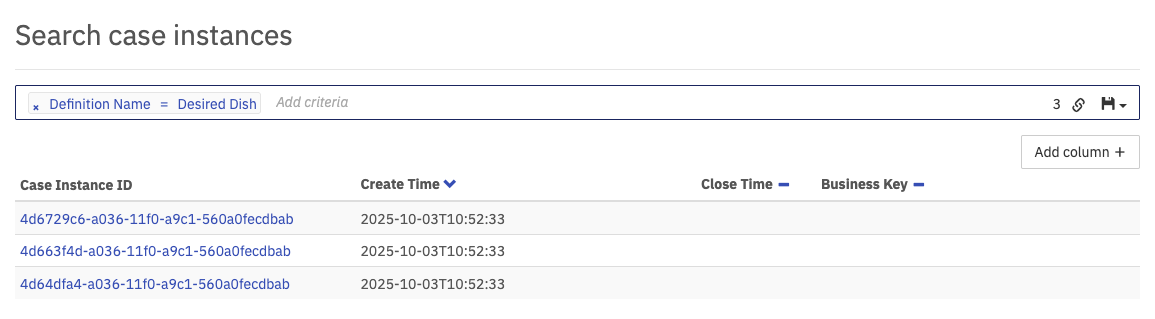 Search case instances
× Definition Name = Desired Dish Add criteria 3
Add column +
Case Instance ID Create Time Close Time Business Key
4d6729c6-a036-11f0-a9c1-560a0fecdbab 2025-10-03T10:52:33
4d663f4d-a036-11f0-a9c1-560a0fecdbab 2025-10-03T10:52:33
4d64dfa4-a036-11f0-a9c1-560a0fecdbab 2025-10-03T10:52:33